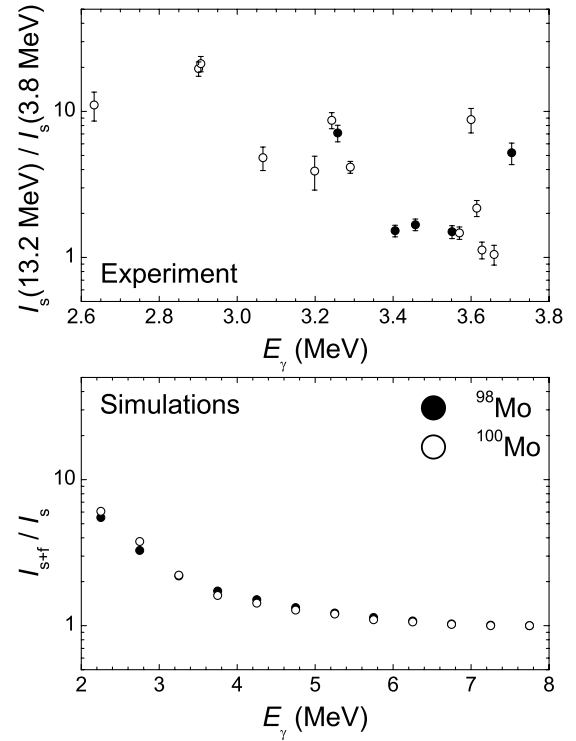 I_s(13.2 MeV) / I_s(3.8 MeV)
10
1
Experiment
2.6 2.8 3.0 3.2 3.4 3.6 3.8
E_γ (MeV)
Simulations
⁹⁸Mo
¹⁰⁰Mo
I_s+f / I_s
10
1
2 3 4 5 6 7 8
E_γ (MeV)